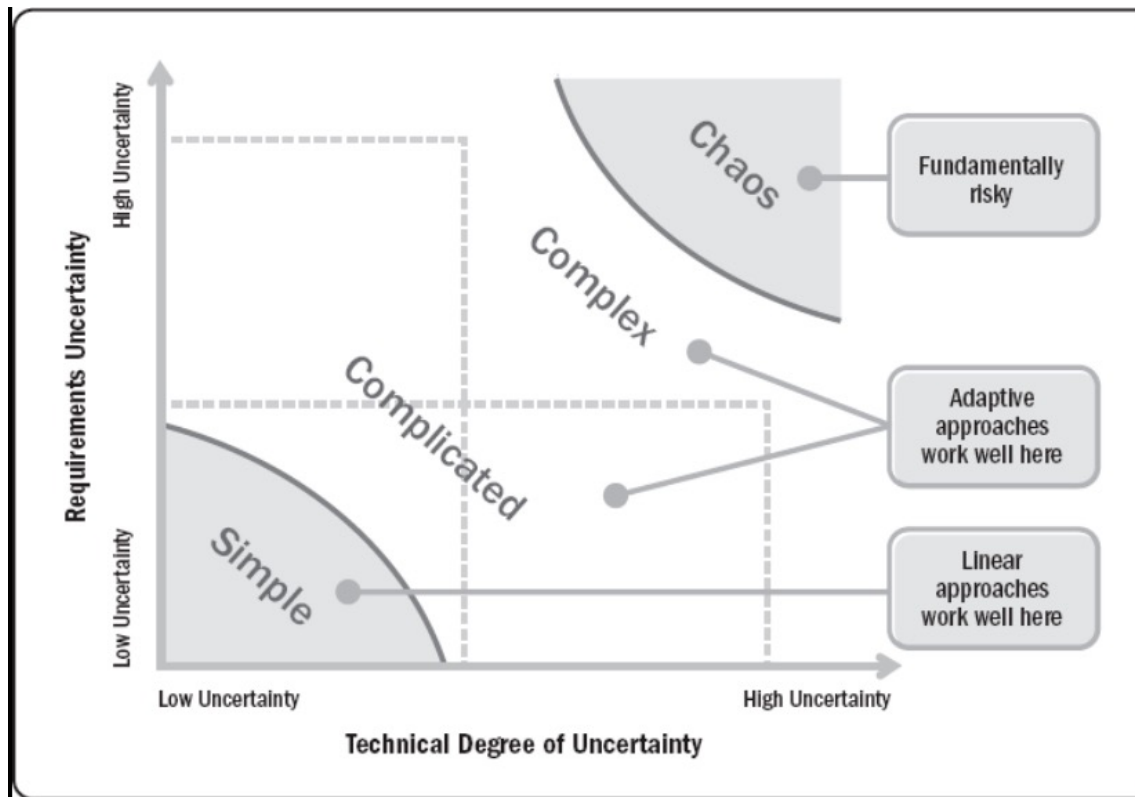 High Uncertainty
Requirements Uncertainty
Low Uncertainty
Chaos
Complex
Complicated
Simple
Fundamentally
risky
Adaptive
approaches
work well here
Linear
approaches
work well here
Low Uncertainty
High Uncertainty
Technical Degree of Uncertainty